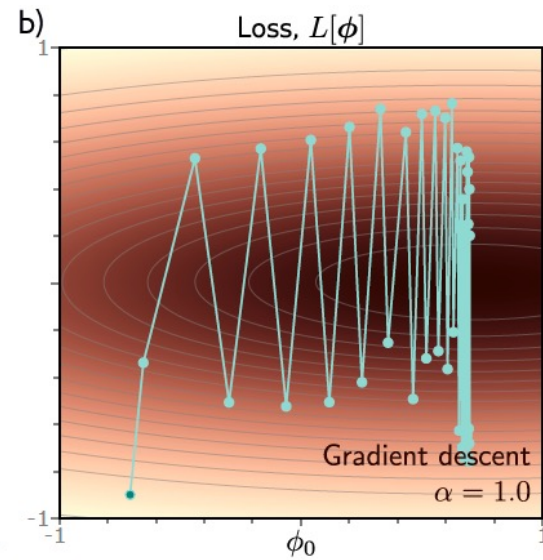 b)
Loss, L[ϕ]
1
Gradient descent
α = 1.0
-1
-1
ϕ₀
1